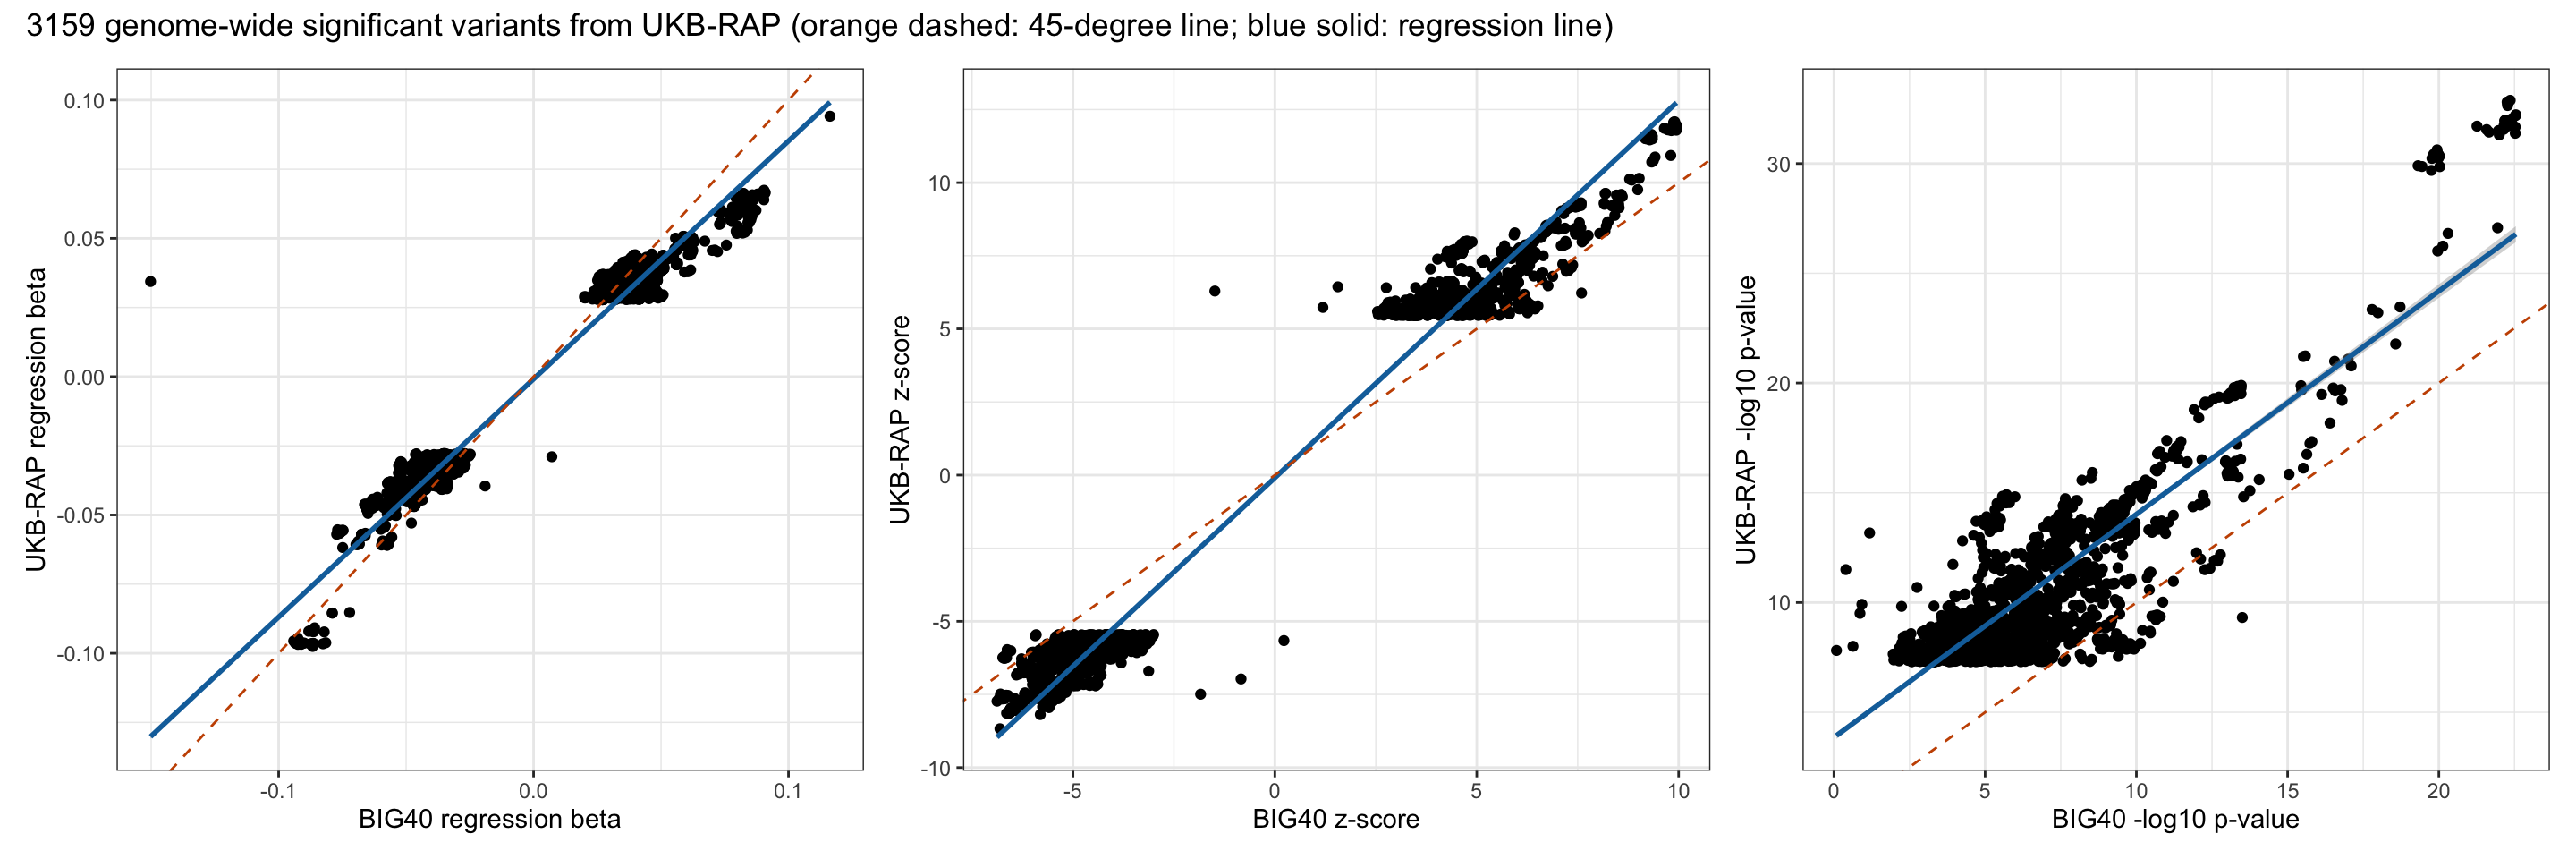 3159 genome-wide significant variants from UKB-RAP (orange dashed: 45-degree line; blue solid: regression line)
UKB-RAP regression beta
0.10
0.05
0.00
-0.05
-0.10
-0.1 0.0 0.1
BIG40 regression beta
UKB-RAP z-score
10
5
0
-5
-10
-5 0 5 10
BIG40 z-score
UKB-RAP -log10 p-value
30
20
10
0 5 10 15 20
BIG40 -log10 p-value